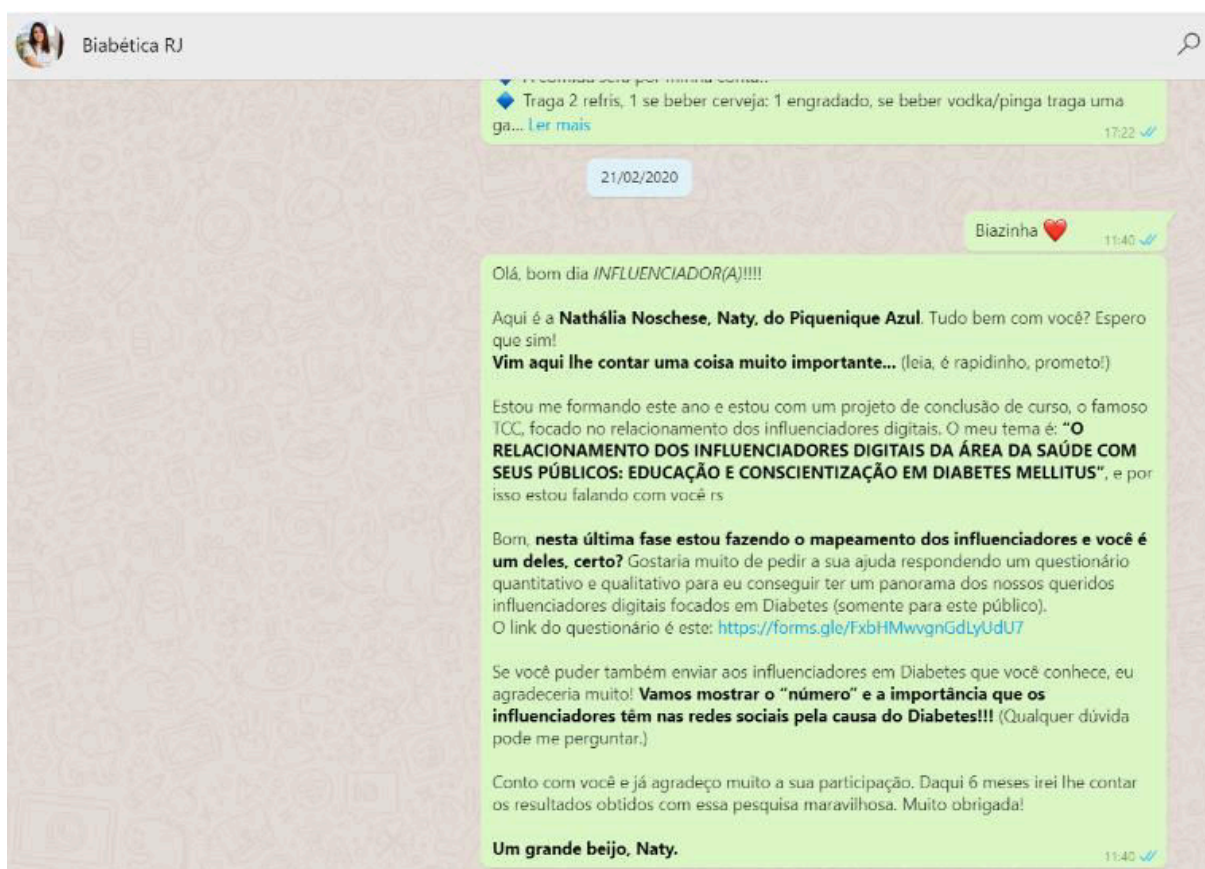 Biabética RJ
A comida será por minha conta..
Traga 2 refris, 1 se beber cerveja: 1 engradado, se beber vodka/pinga traga uma
ga... Ler mais
17:22
21/02/2020
Biazinha ❤️
11:40
Olá, bom dia INFLUENCIADOR(A)!!!!
Aqui é a Nathália Noschese, Naty, do Piquenique Azul. Tudo bem com você? Espero
que sim!
Vim aqui lhe contar uma coisa muito importante... (leia, é rapidinho, prometo!)
Estou me formando este ano e estou com um projeto de conclusão de curso, o famoso
TCC, focado no relacionamento dos influenciadores digitais. O meu tema é: “O
RELACIONAMENTO DOS INFLUENCIADORES DIGITAIS DA ÁREA DA SAÚDE COM
SEUS PÚBLICOS: EDUCAÇÃO E CONSCIENTIZAÇÃO EM DIABETES MELLITUS”, e por
isso estou falando com você rs
Bom, nesta última fase estou fazendo o mapeamento dos influenciadores e você é
um deles, certo? Gostaria muito de pedir a sua ajuda respondendo um questionário
quantitativo e qualitativo para eu conseguir ter um panorama dos nossos queridos
influenciadores digitais focados em Diabetes (somente para este público).
O link do questionário é este: https://forms.gle/FxbHMwvgnGdLyUdU7
Se você puder também enviar aos influenciadores em Diabetes que você conhece, eu
agradeceria muito! Vamos mostrar o “número” e a importância que os
influenciadores têm nas redes sociais pela causa do Diabetes!!! (Qualquer dúvida
pode me perguntar.)
Conto com você e já agradeço muito a sua participação. Daqui 6 meses irei lhe contar
os resultados obtidos com essa pesquisa maravilhosa. Muito obrigada!
Um grande beijo, Naty.
11:40